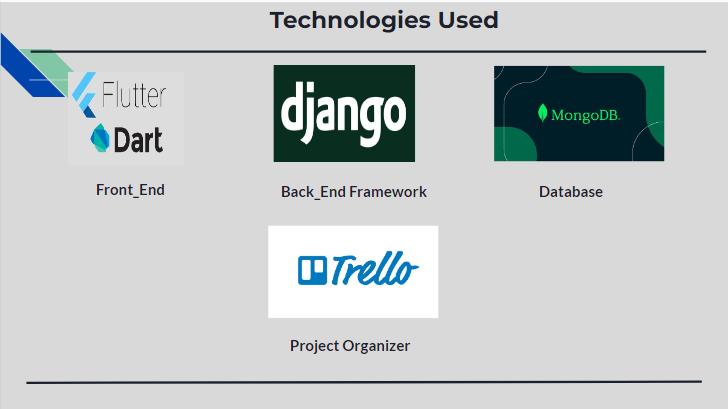 Technologies Used
Flutter
Dart
Front_End
django
Back_End Framework
MongoDB.
Database
Trello
Project Organizer